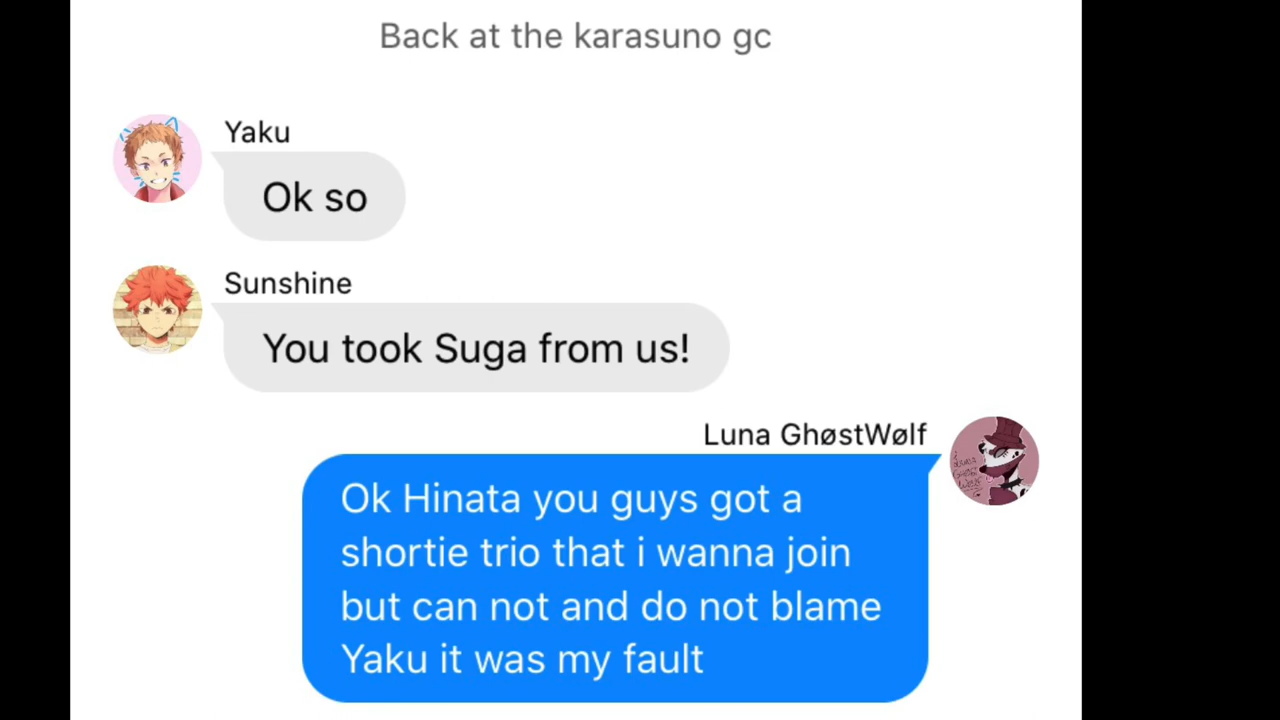 Back at the karasuno gc
Yaku
Ok so
Sunshine
You took Suga from us!
Luna GhøstWølf
Ok Hinata you guys got a
shortie trio that i wanna join
but can not and do not blame
Yaku it was my fault